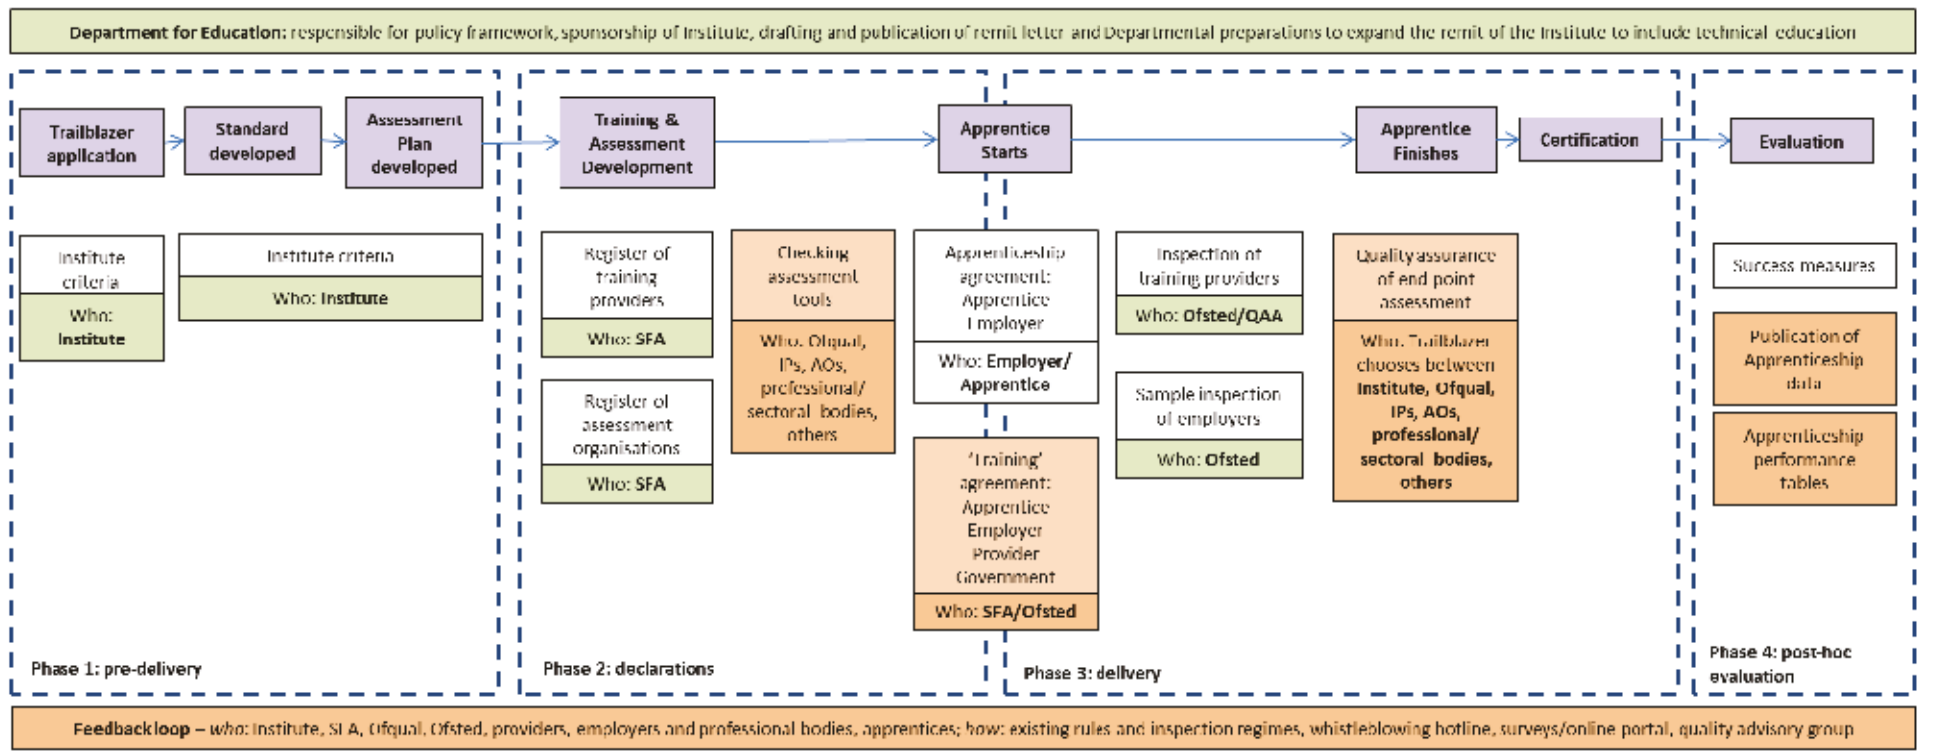 Department for Education: responsible for policy framework, sponsorship of Institute, drafting and publication of remit letter and Departmental preparations to expand the remit of the Institute to include technical education
Trailblazer
application
Standard
developed
Assessment
Plan
developed
Training &
Assessment
Development
Apprentice
Starts
Apprentice
Finishes
Certification
Evaluation
Institute
criteria
Who:
Institute
Institute criteria
Who: Institute
Register of
training
providers
Who: SFA
Register of
assessment
organisations
Who: SFA
Checking
assessment
tools
Who: Ofqual,
IPs, AOs,
professional/
sectoral bodies,
others
Apprenticeship
agreement:
Apprentice
Employer
Who: Employer/
Apprentice
'Training'
agreement:
Apprentice
Employer
Provider
Government
Who: SFA/Ofsted
Inspection of
training providers
Who: Ofsted/QAA
Sample inspection
of employers
Who: Ofsted
Quality assurance
of end point
assessment
Who: Trailblazer
chooses between
Institute, Ofqual,
IPs, AOs,
professional/
sectoral bodies,
others
Success measures
Publication of
Apprenticeship
data
Apprenticeship
performance
tables
Phase 1: pre-delivery
Phase 2: declarations
Phase 3: delivery
Phase 4: post-hoc
evaluation
Feedback loop – who: Institute, SFA, Ofqual, Ofsted, providers, employers and professional bodies, apprentices; how: existing rules and inspection regimes, whistleblowing hotline, surveys/online portal, quality advisory group